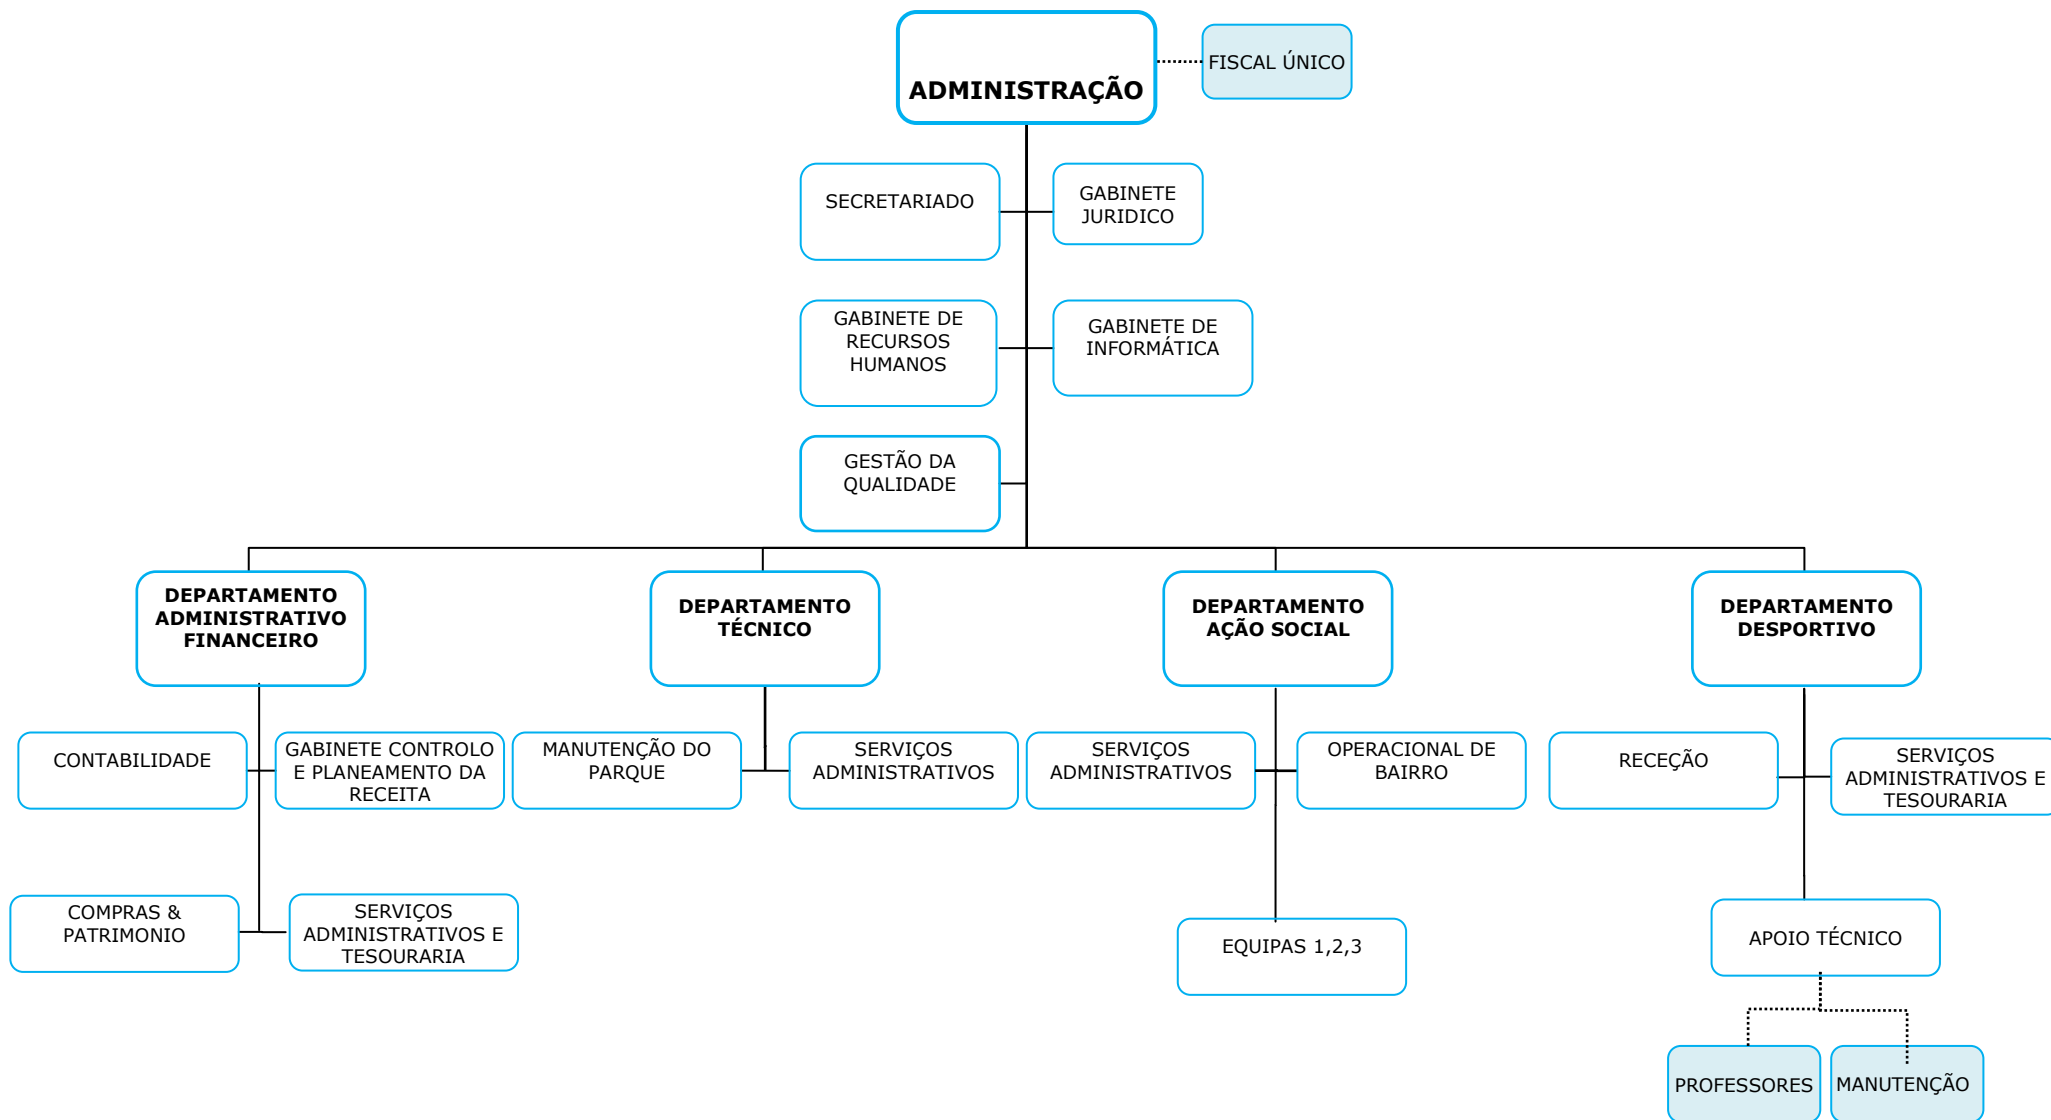 FISCAL ÚNICO
ADMINISTRAÇÃO
SECRETARIADO
GABINETE
JURIDICO
GABINETE DE
RECURSOS
HUMANOS
GABINETE DE
INFORMÁTICA
GESTÃO DA
QUALIDADE
DEPARTAMENTO
ADMINISTRATIVO
FINANCEIRO
DEPARTAMENTO
TÉCNICO
DEPARTAMENTO
AÇÃO SOCIAL
DEPARTAMENTO
DESPORTIVO
CONTABILIDADE
GABINETE CONTROLO
E PLANEAMENTO DA
RECEITA
MANUTENÇÃO DO
PARQUE
SERVIÇOS
ADMINISTRATIVOS
SERVIÇOS
ADMINISTRATIVOS
OPERACIONAL DE
BAIRRO
RECEÇÃO
SERVIÇOS
ADMINISTRATIVOS E
TESOURARIA
COMPRAS &
PATRIMONIO
SERVIÇOS
ADMINISTRATIVOS E
TESOURARIA
EQUIPAS 1,2,3
APOIO TÉCNICO
PROFESSORES
MANUTENÇÃO